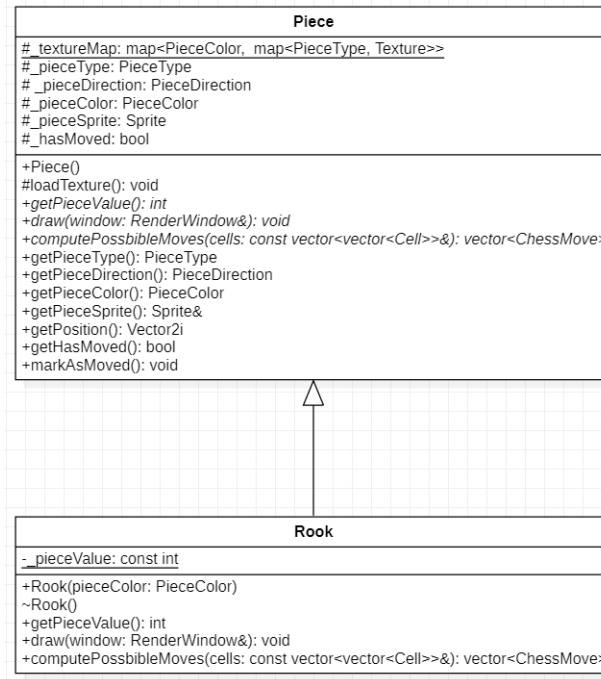 Piece
#_textureMap: map<PieceColor,  map<PieceType, Texture>>
#_pieceType: PieceType
# _pieceDirection: PieceDirection
#_pieceColor: PieceColor
#_pieceSprite: Sprite
#_hasMoved: bool
+Piece()
#loadTexture(): void
+getPieceValue(): int
+draw(window: RenderWindow&): void
+computePossbibleMoves(cells: const vector<vector<Cell>>&): vector<ChessMove>
+getPieceType(): PieceType
+getPieceDirection(): PieceDirection
+getPieceColor(): PieceColor
+getPieceSprite(): Sprite&
+getPosition(): Vector2i
+getHasMoved(): bool
+markAsMoved(): void
Rook
-_pieceValue: const int
+Rook(pieceColor: PieceColor)
~Rook()
+getPieceValue(): int
+draw(window: RenderWindow&): void
+computePossbibleMoves(cells: const vector<vector<Cell>>&): vector<ChessMove>